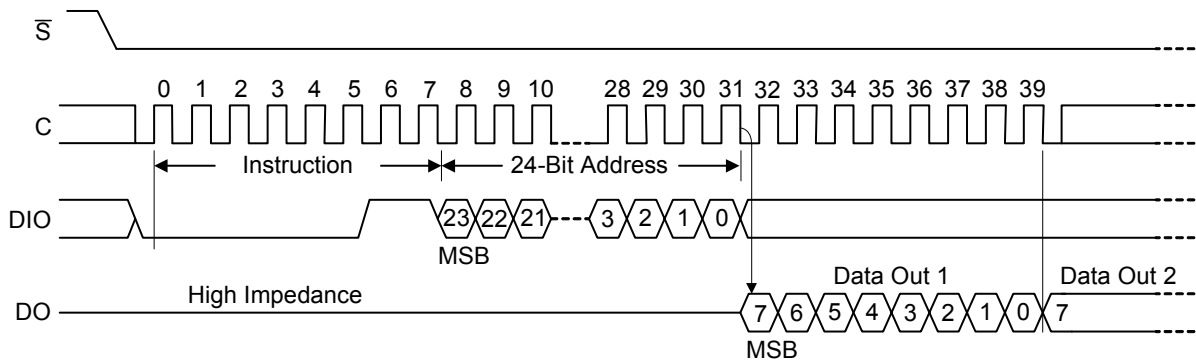 S̅
0 1 2 3 4 5 6 7 8 9 10 28 29 30 31 32 33 34 35 36 37 38 39
C
Instruction 24-Bit Address
DIO 23 22 21 3 2 1 0
MSB
Data Out 1 Data Out 2
High Impedance
DO 7 6 5 4 3 2 1 0 7
MSB